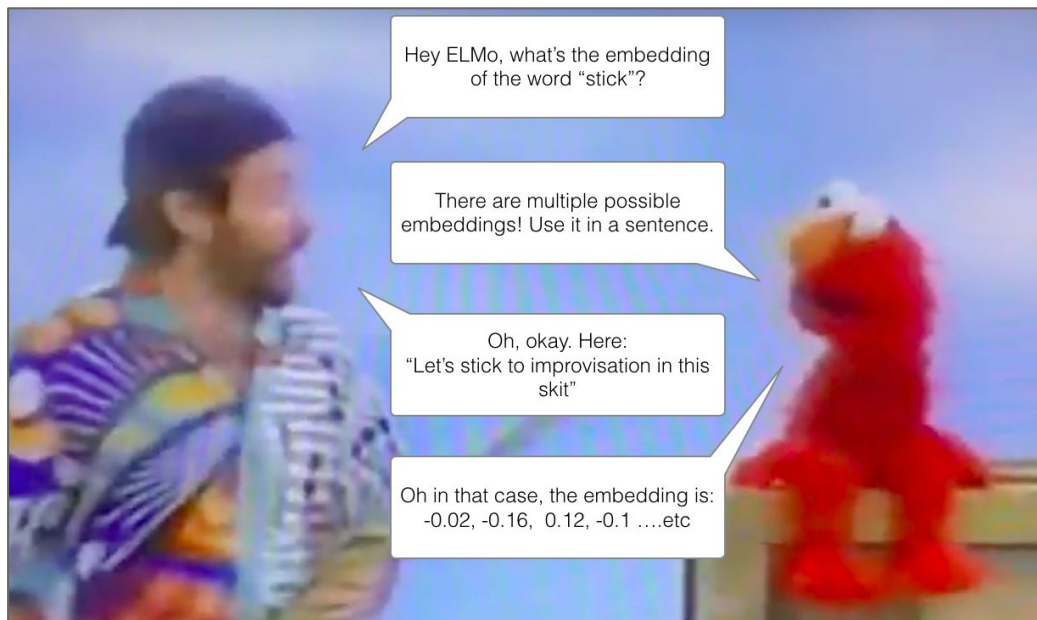 Hey ELMo, what’s the embedding
of the word “stick”?
There are multiple possible
embeddings! Use it in a sentence.
Oh, okay. Here:
“Let’s stick to improvisation in this
skit”
Oh in that case, the embedding is:
-0.02, -0.16, 0.12, -0.1 ….etc